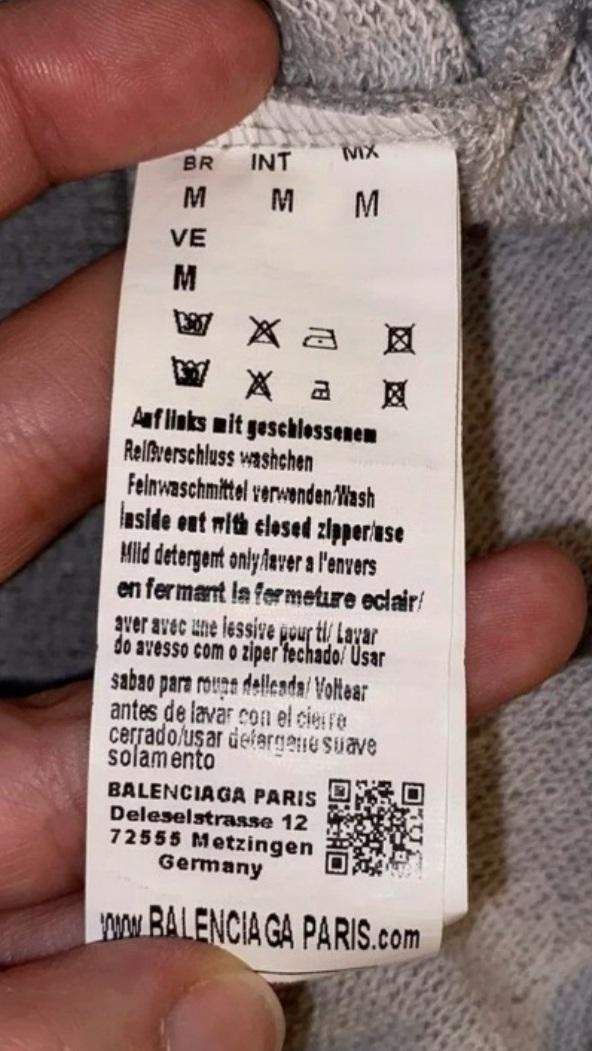 BR INT MX
M M M
VE
M
30
30
Auf links mit geschlossenem
Reißverschluss washchen
Feinwaschmittel verwenden/Wash
Inside out with closed zipper/use
Mild detergent only/laver a l'envers
en fermant la fermeture eclair/
aver avec une lessive pour ti/ Lavar
do avesso com o ziper fechado/ Usar
sabao para roupa delicada/ Voltear
antes de lavar con el cierre
cerrado/usar detergene suave
solamento
BALENCIAGA PARIS
Deleselstrasse 12
72555 Metzingen
Germany
www.BALENCIAGA PARIS.com